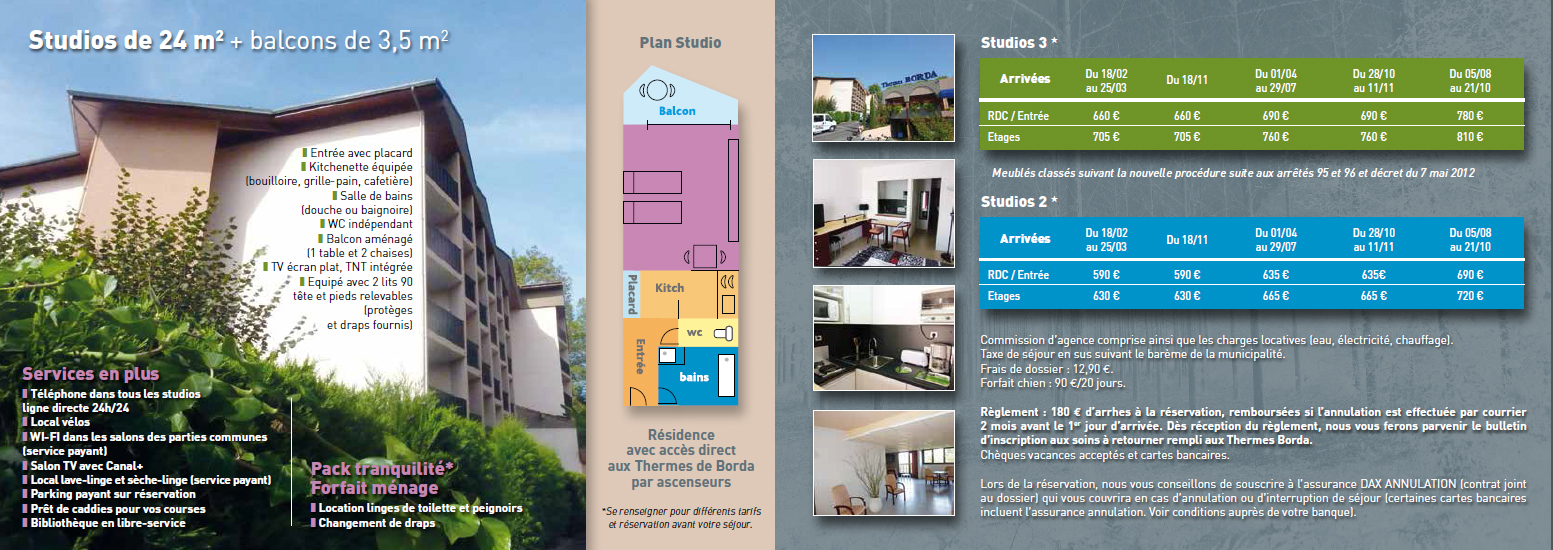 Studios de 24 m² + balcons de 3,5 m²
Entrée avec placard
Kitchenette équipée
(bouilloire, grille-pain, cafetière)
Salle de bains
(douche ou baignoire)
WC indépendant
Balcon aménagé
(1 table et 2 chaises)
TV écran plat, TNT intégrée
Equipé avec 2 lits 90
tête et pieds relevables
(protèges
et draps fournis)
Services en plus
Téléphone dans tous les studios
ligne directe 24h/24
Local vélos
WI-FI dans les salons des parties communes
(service payant)
Salon TV avec Canal+
Local lave-linge et sèche-linge (service payant)
Parking payant sur réservation
Prêt de caddies pour vos courses
Bibliothèque en libre-service
Pack tranquilité*
Forfait ménage
Location linges de toilette et peignoirs
Changement de draps
Plan Studio
Balcon
Placard
Kitch
wc
Entrée
bains
Résidence
avec accès direct
aux Thermes de Borda
par ascenseurs
*Se renseigner pour différents tarifs
et réservation avant votre séjour.
Thermes BORDA
Studios 3 *
Arrivées Du 18/02 au 25/03 Du 18/11 Du 01/04 au 29/07 Du 28/10 au 11/11 Du 05/08 au 21/10
RDC / Entrée 660 € 660 € 690 € 690 € 780 €
Etages 705 € 705 € 760 € 760 € 810 €
Meublés classés suivant la nouvelle procédure suite aux arrêtés 95 et 96 et décret du 7 mai 2012
Studios 2 *
Arrivées Du 18/02 au 25/03 Du 18/11 Du 01/04 au 29/07 Du 28/10 au 11/11 Du 05/08 au 21/10
RDC / Entrée 590 € 590 € 635 € 635€ 690 €
Etages 630 € 630 € 665 € 665 € 720 €
Commission d'agence comprise ainsi que les charges locatives (eau, électricité, chauffage).
Taxe de séjour en sus suivant le barème de la municipalité.
Frais de dossier : 12,90 €.
Forfait chien : 90 €/20 jours.
Règlement : 180 € d'arrhes à la réservation, remboursées si l'annulation est effectuée par courrier
2 mois avant le 1er jour d'arrivée. Dès réception du règlement, nous vous ferons parvenir le bulletin
d'inscription aux soins à retourner rempli aux Thermes Borda.
Chèques vacances acceptés et cartes bancaires.
Lors de la réservation, nous vous conseillons de souscrire à l'assurance DAX ANNULATION (contrat joint
au dossier) qui vous couvrira en cas d'annulation ou d'interruption de séjour (certaines cartes bancaires
incluent l'assurance annulation. Voir conditions auprès de votre banque).